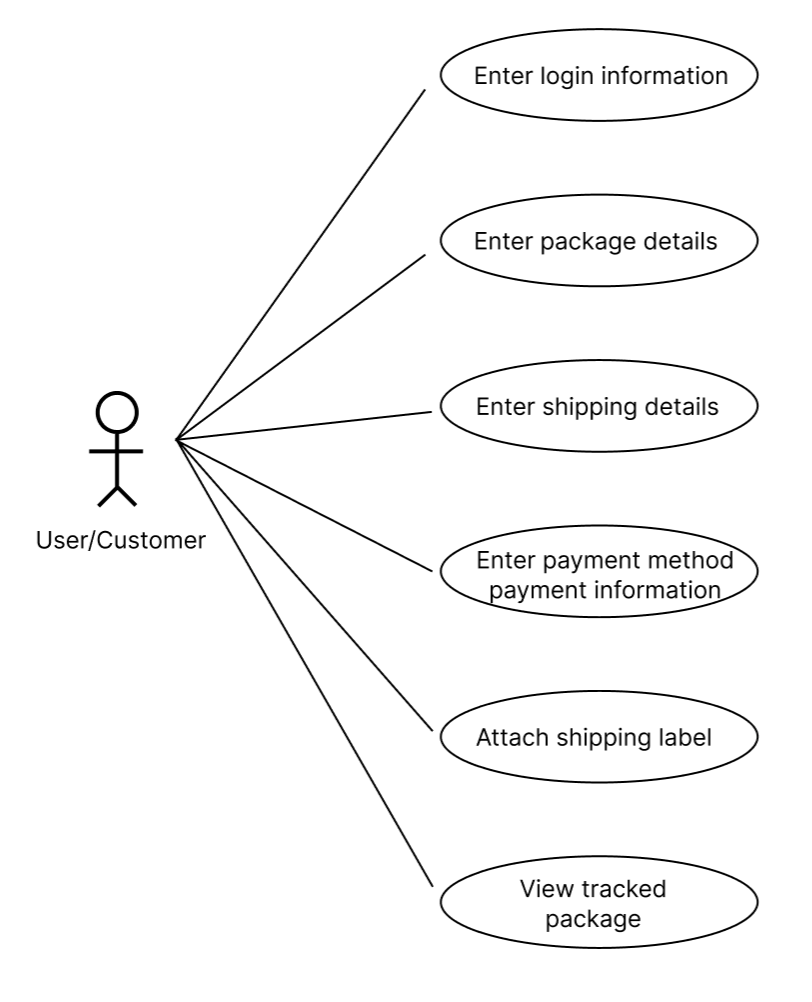 Enter login information
Enter package details
Enter shipping details
User/Customer
Enter payment method
payment information
Attach shipping label
View tracked
package